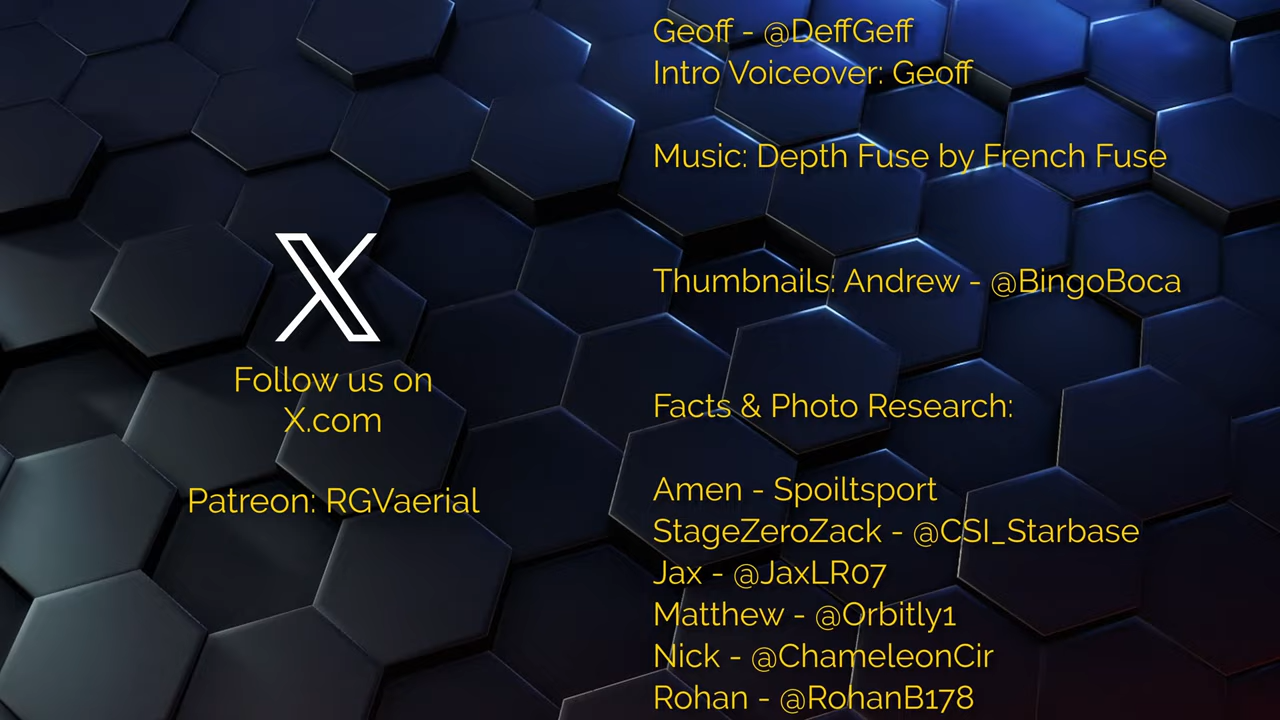 Follow us on
X.com
Patreon: RGVaerial
Geoff - @DeffGeff
Intro Voiceover: Geoff
Music: Depth Fuse by French Fuse
Thumbnails: Andrew - @BingoBoca
Facts & Photo Research:
Amen - Spoiltsport
StageZeroZack - @CSI_Starbase
Jax - @JaxLR07
Matthew - @Orbitly1
Nick - @ChameleonCir
Rohan - @RohanB178